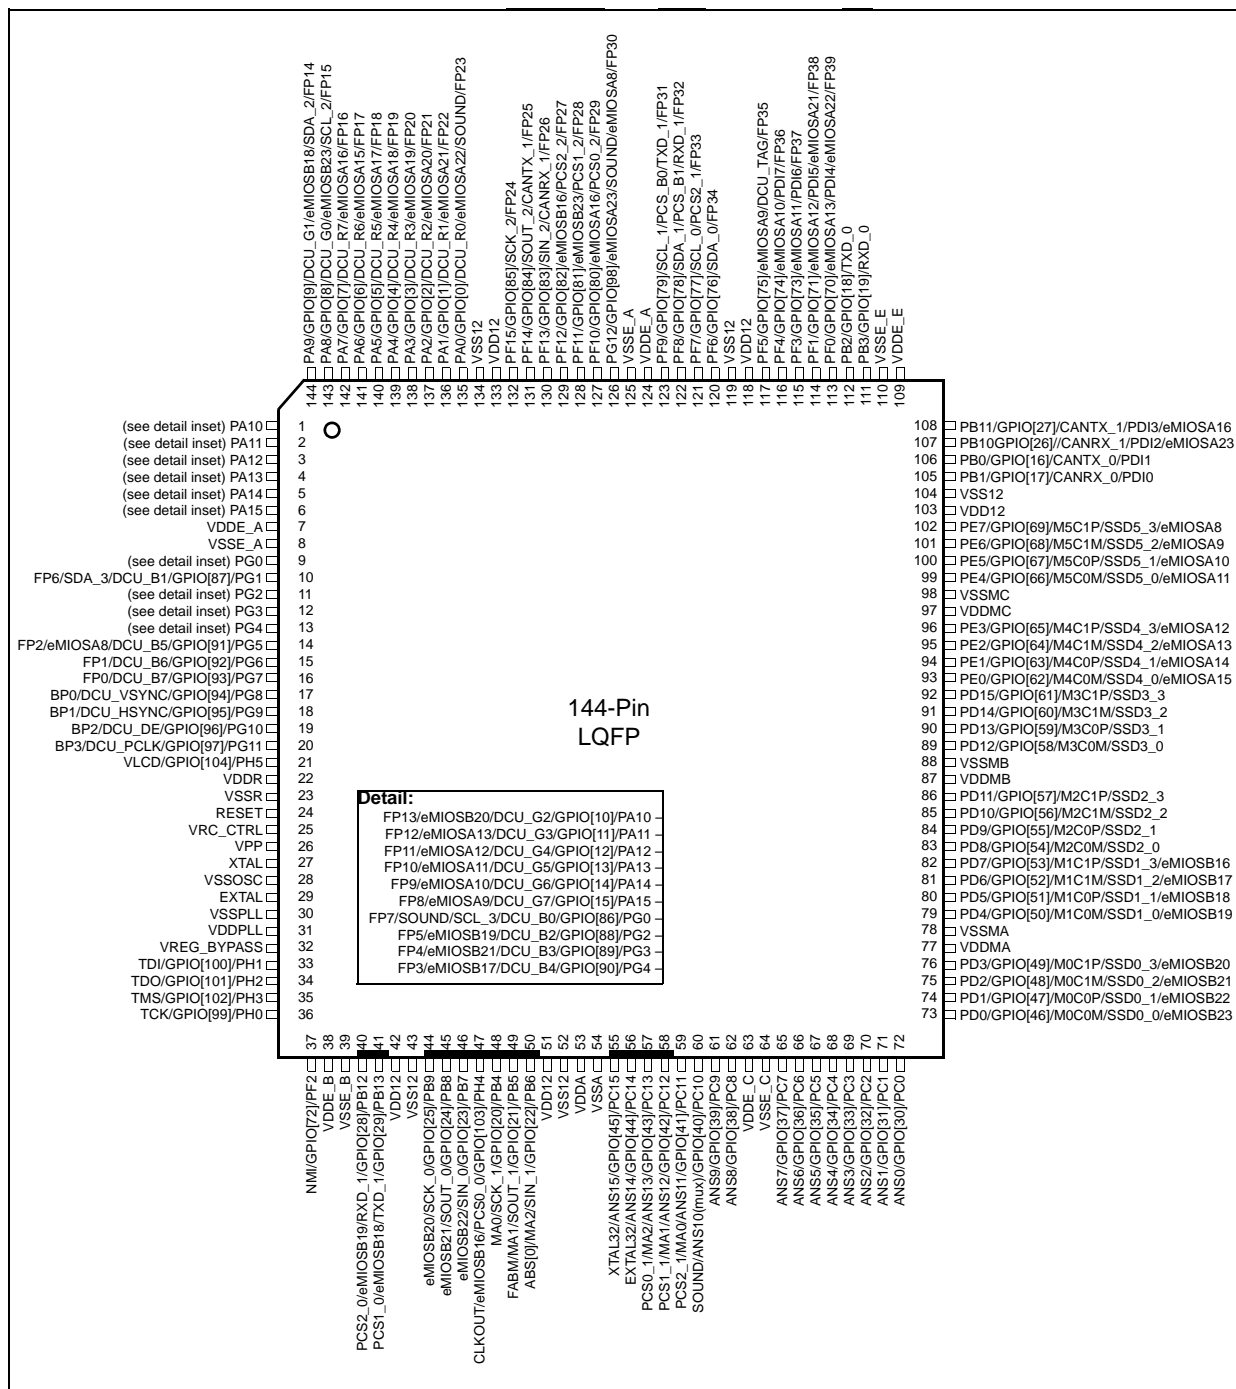 PA9/GPIO[9]/DCU_G1/eMIOSB18/SDA_2/FP14
PA8/GPIO[8]/DCU_G0/eMIOSB23/SCL_2/FP15
PA7/GPIO[7]/DCU_R7/eMIOSA16/FP16
PA6/GPIO[6]/DCU_R6/eMIOSA15/FP17
PA5/GPIO[5]/DCU_R5/eMIOSA17/FP18
PA4/GPIO[4]/DCU_R4/eMIOSA18/FP19
PA3/GPIO[3]/DCU_R3/eMIOSA19/FP20
PA2/GPIO[2]/DCU_R2/eMIOSA20/FP21
PA1/GPIO[1]/DCU_R1/eMIOSA21/FP22
PA0/GPIO[0]/DCU_R0/eMIOSA22/SOUND/FP23
VSS12
VDD12
PF15/GPIO[85]/SCK_2/FP24
PF14/GPIO[84]/SOUT_2/CANTX_1/FP25
PF13/GPIO[83]/SIN_2/CANRX_1/FP26
PF12/GPIO[82]/eMIOSB16/PCS2_2/FP27
PF11/GPIO[81]/eMIOSB23/PCS1_2/FP28
PF10/GPIO[80]/eMIOSA16/PCS0_2/FP29
PG12/GPIO[98]/eMIOSA23/SOUND/eMIOSA8/FP30
VSSE_A
VDDE_A
PF9/GPIO[79]/SCL_1/PCS_B0/TXD_1/FP31
PF8/GPIO[78]/SDA_1/PCS_B1/RXD_1/FP32
PF7/GPIO[77]/SCL_0/PCS2_1/FP33
PF6/GPIO[76]/SDA_0/FP34
VSS12
VDD12
PF5/GPIO[75]/eMIOSA9/DCU_TAG/FP35
PF4/GPIO[74]/eMIOSA10/PDI7/FP36
PF3/GPIO[73]/eMIOSA11/PDI6/FP37
PF1/GPIO[71]/eMIOSA12/PDI5/eMIOSA21/FP38
PF0/GPIO[70]/eMIOSA13/PDI4/eMIOSA22/FP39
PB2/GPIO[18]/TXD_0
PB3/GPIO[19]/RXD_0
VSSE_E
VDDE_E
144 143 142 141 140 139 138 137 136 135 134 133 132 131 130 129 128 127 126 125 124 123 122 121 120 119 118 117 116 115 114 113 112 111 110 109
(see detail inset) PA10 1
(see detail inset) PA11 2
(see detail inset) PA12 3
(see detail inset) PA13 4
(see detail inset) PA14 5
(see detail inset) PA15 6
VDDE_A 7
VSSE_A 8
(see detail inset) PG0 9
FP6/SDA_3/DCU_B1/GPIO[87]/PG1 10
(see detail inset) PG2 11
(see detail inset) PG3 12
(see detail inset) PG4 13
FP2/eMIOSA8/DCU_B5/GPIO[91]/PG5 14
FP1/DCU_B6/GPIO[92]/PG6 15
FP0/DCU_B7/GPIO[93]/PG7 16
BP0/DCU_VSYNC/GPIO[94]/PG8 17
BP1/DCU_HSYNC/GPIO[95]/PG9 18
BP2/DCU_DE/GPIO[96]/PG10 19
BP3/DCU_PCLK/GPIO[97]/PG11 20
VLCD/GPIO[104]/PH5 21
VDDR 22
VSSR 23
RESET 24
VRC_CTRL 25
VPP 26
XTAL 27
VSSOSC 28
EXTAL 29
VSSPLL 30
VDDPLL 31
VREG_BYPASS 32
TDI/GPIO[100]/PH1 33
TDO/GPIO[101]/PH2 34
TMS/GPIO[102]/PH3 35
TCK/GPIO[99]/PH0 36
144-Pin
LQFP
Detail:
FP13/eMIOSB20/DCU_G2/GPIO[10]/PA10
FP12/eMIOSA13/DCU_G3/GPIO[11]/PA11
FP11/eMIOSA12/DCU_G4/GPIO[12]/PA12
FP10/eMIOSA11/DCU_G5/GPIO[13]/PA13
FP9/eMIOSA10/DCU_G6/GPIO[14]/PA14
FP8/eMIOSA9/DCU_G7/GPIO[15]/PA15
FP7/SOUND/SCL_3/DCU_B0/GPIO[86]/PG0
FP5/eMIOSB19/DCU_B2/GPIO[88]/PG2
FP4/eMIOSB21/DCU_B3/GPIO[89]/PG3
FP3/eMIOSB17/DCU_B4/GPIO[90]/PG4
108 PB11/GPIO[27]/CANTX_1/PDI3/eMIOSA16
107 PB10GPIO[26]//CANRX_1/PDI2/eMIOSA23
106 PB0/GPIO[16]/CANTX_0/PDI1
105 PB1/GPIO[17]/CANRX_0/PDI0
104 VSS12
103 VDD12
102 PE7/GPIO[69]/M5C1P/SSD5_3/eMIOSA8
101 PE6/GPIO[68]/M5C1M/SSD5_2/eMIOSA9
100 PE5/GPIO[67]/M5C0P/SSD5_1/eMIOSA10
99 PE4/GPIO[66]/M5C0M/SSD5_0/eMIOSA11
98 VSSMC
97 VDDMC
96 PE3/GPIO[65]/M4C1P/SSD4_3/eMIOSA12
95 PE2/GPIO[64]/M4C1M/SSD4_2/eMIOSA13
94 PE1/GPIO[63]/M4C0P/SSD4_1/eMIOSA14
93 PE0/GPIO[62]/M4C0M/SSD4_0/eMIOSA15
92 PD15/GPIO[61]/M3C1P/SSD3_3
91 PD14/GPIO[60]/M3C1M/SSD3_2
90 PD13/GPIO[59]/M3C0P/SSD3_1
89 PD12/GPIO[58/M3C0M/SSD3_0
88 VSSMB
87 VDDMB
86 PD11/GPIO[57]/M2C1P/SSD2_3
85 PD10/GPIO[56]/M2C1M/SSD2_2
84 PD9/GPIO[55]/M2C0P/SSD2_1
83 PD8/GPIO[54]/M2C0M/SSD2_0
82 PD7/GPIO[53]/M1C1P/SSD1_3/eMIOSB16
81 PD6/GPIO[52]/M1C1M/SSD1_2/eMIOSB17
80 PD5/GPIO[51]/M1C0P/SSD1_1/eMIOSB18
79 PD4/GPIO[50]/M1C0M/SSD1_0/eMIOSB19
78 VSSMA
77 VDDMA
76 PD3/GPIO[49]/M0C1P/SSD0_3/eMIOSB20
75 PD2/GPIO[48]/M0C1M/SSD0_2/eMIOSB21
74 PD1/GPIO[47]/M0C0P/SSD0_1/eMIOSB22
73 PD0/GPIO[46]/M0C0M/SSD0_0/eMIOSB23
37 38 39 40 41 42 43 44 45 46 47 48 49 50 51 52 53 54 55 56 57 58 59 60 61 62 63 64 65 66 67 68 69 70 71 72
NMI/GPIO[72]/PF2
VDDE_B
VSSE_B
PCS2_0/eMIOSB19/RXD_1/GPIO[28]/PB12
PCS1_0/eMIOSB18/TXD_1/GPIO[29]/PB13
VDD12
VSS12
eMIOSB20/SCK_0/GPIO[25]/PB9
eMIOSB21/SOUT_0/GPIO[24]/PB8
eMIOSB22/SIN_0/GPIO[23]/PB7
CLKOUT/eMIOSB16/PCS0_0/GPIO[103]/PH4
MA0/SCK_1/GPIO[20]/PB4
FABM/MA1/SOUT_1/GPIO[21]/PB5
ABS[0]/MA2/SIN_1/GPIO[22]/PB6
VDD12
VSS12
VDDA
VSSA
XTAL32/ANS15/GPIO[45]/PC15
EXTAL32/ANS14/GPIO[44]/PC14
PCS0_1/MA2/ANS13/GPIO[43]/PC13
PCS1_1/MA1/ANS12/GPIO[42]/PC12
PCS2_1/MA0/ANS11/GPIO[41]/PC11
SOUND/ANS10(mux)/GPIO[40]/PC10
ANS9/GPIO[39]/PC9
ANS8/GPIO[38]/PC8
VDDE_C
VSSE_C
ANS7/GPIO[37]/PC7
ANS6/GPIO[36]/PC6
ANS5/GPIO[35]/PC5
ANS4/GPIO[34]/PC4
ANS3/GPIO[33]/PC3
ANS2/GPIO[32]/PC2
ANS1/GPIO[31]/PC1
ANS0/GPIO[30]/PC0